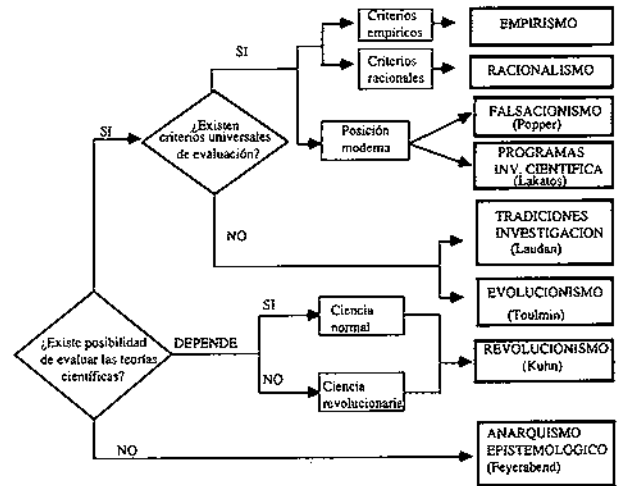 Criterios
empíricos
EMPIRISMO
SI
Criterios
racionales
RACIONALISMO
¿Existen
criterios universales
de evaluación?
SI
Posición
moderna
FALSACIONISMO
(Popper)
PROGRAMAS
INV. CIENTIFICA
(Lakatos)
NO
TRADICIONES
INVESTIGACION
(Laudan)
EVOLUCIONISMO
(Toulmin)
¿Existe posibilidad
de evaluar las teorías
científicas?
DEPENDE
SI
Ciencia
normal
NO
Ciencia
revolucionaria
REVOLUCIONISMO
(Kuhn)
NO
ANARQUISMO
EPISTEMOLOGICO
(Feyerabend)